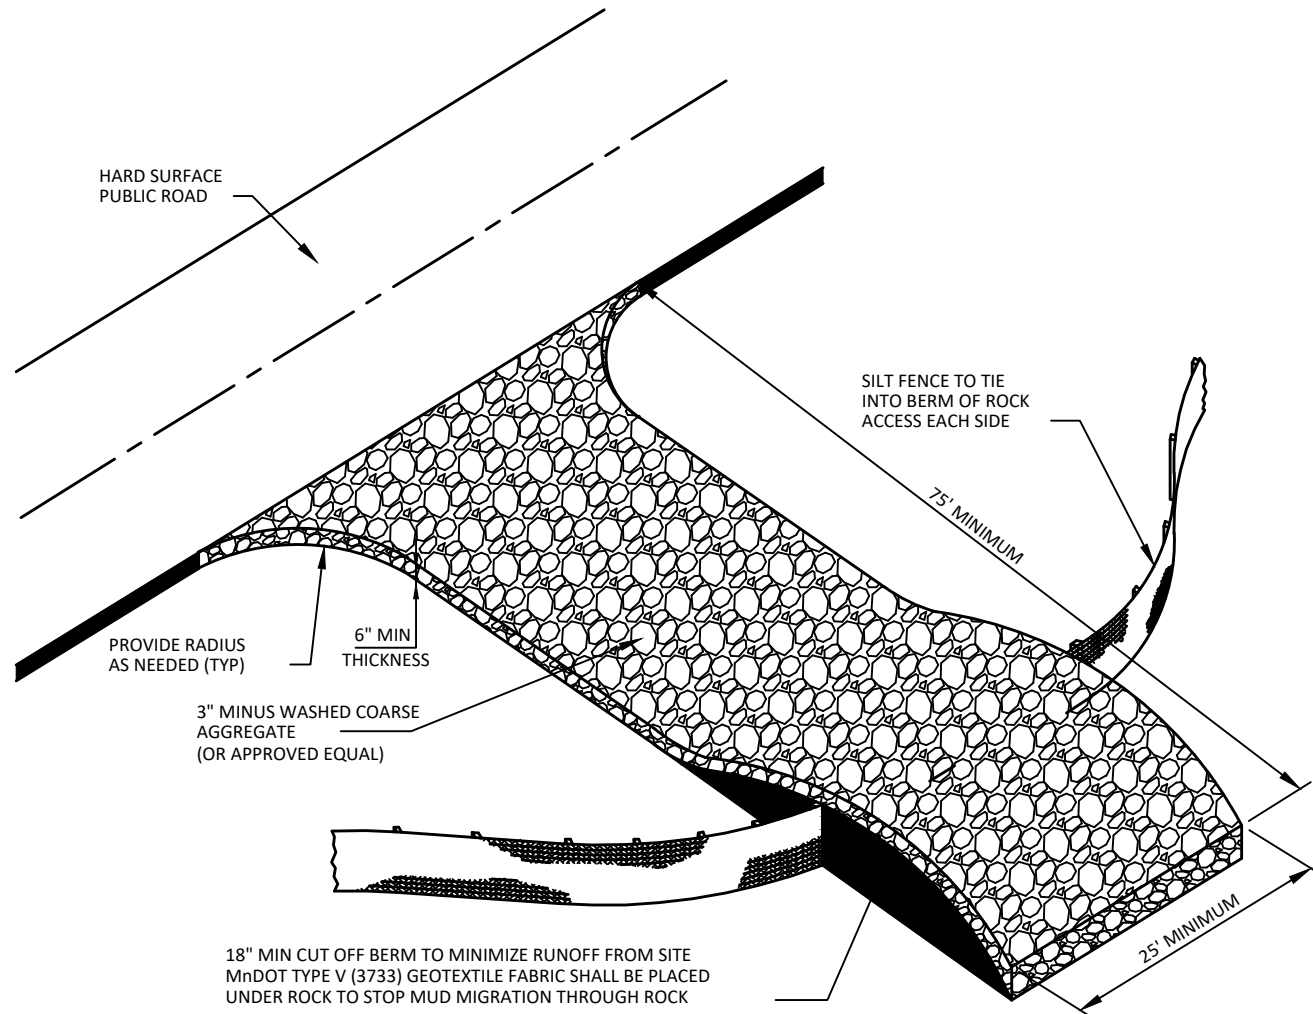 HARD SURFACE
PUBLIC ROAD
SILT FENCE TO TIE
INTO BERM OF ROCK
ACCESS EACH SIDE
75' MINIMUM
PROVIDE RADIUS
AS NEEDED (TYP)
6" MIN
THICKNESS
3" MINUS WASHED COARSE
AGGREGATE
(OR APPROVED EQUAL)
25' MINIMUM
18" MIN CUT OFF BERM TO MINIMIZE RUNOFF FROM SITE
MnDOT TYPE V (3733) GEOTEXTILE FABRIC SHALL BE PLACED
UNDER ROCK TO STOP MUD MIGRATION THROUGH ROCK